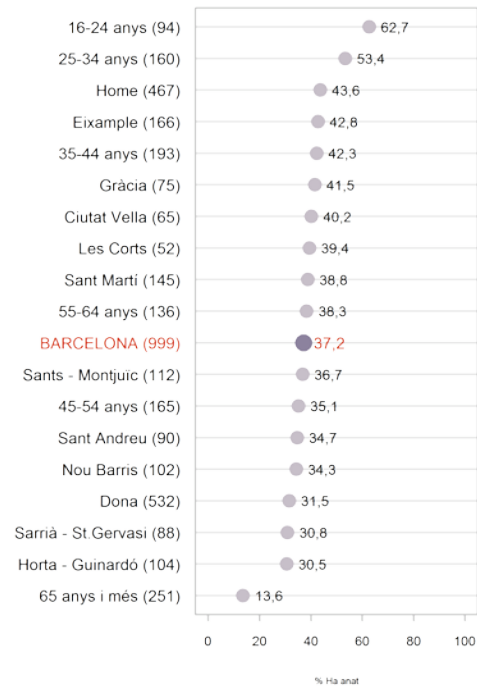 16-24 anys (94) 62,7
25-34 anys (160) 53,4
Home (467) 43,6
Eixample (166) 42,8
35-44 anys (193) 42,3
Gràcia (75) 41,5
Ciutat Vella (65) 40,2
Les Corts (52) 39,4
Sant Martí (145) 38,8
55-64 anys (136) 38,3
BARCELONA (999) 37,2
Sants - Montjuïc (112) 36,7
45-54 anys (165) 35,1
Sant Andreu (90) 34,7
Nou Barris (102) 34,3
Dona (532) 31,5
Sarrià - St.Gervasi (88) 30,8
Horta - Guinardó (104) 30,5
65 anys i més (251) 13,6
0 20 40 60 80 100
% Ha anat